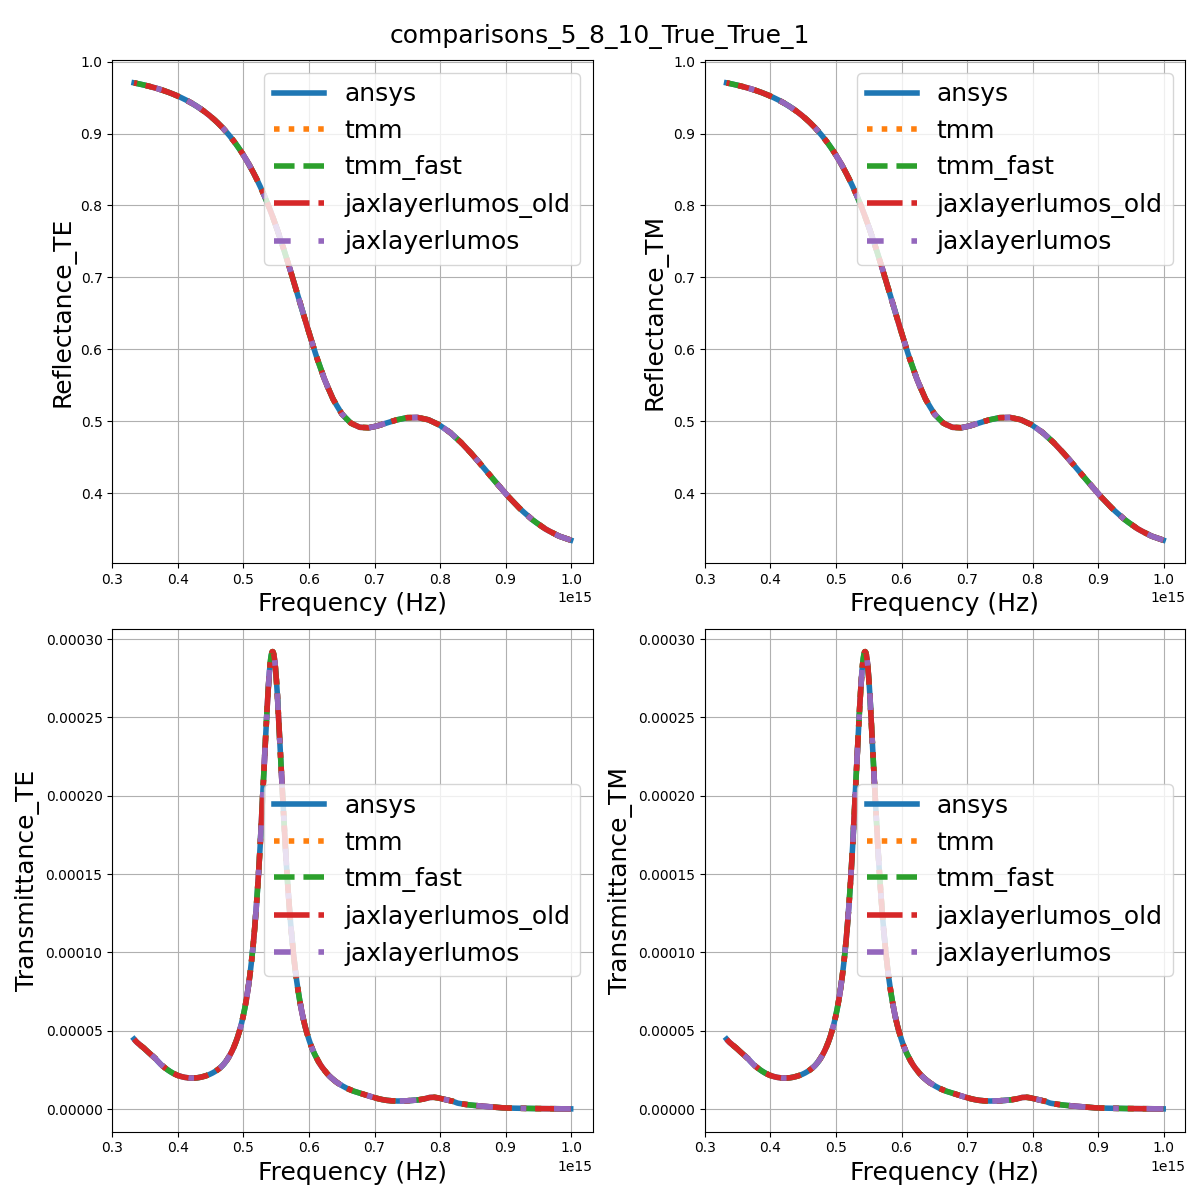 comparisons_5_8_10_True_True_1
Reflectance_TE
1.0
0.9
0.8
0.7
0.6
0.5
0.4
ansys
tmm
tmm_fast
jaxlayerlumos_old
jaxlayerlumos
0.3 0.4 0.5 0.6 0.7 0.8 0.9 1.0
1e15
Frequency (Hz)
Reflectance_TM
1.0
0.9
0.8
0.7
0.6
0.5
0.4
ansys
tmm
tmm_fast
jaxlayerlumos_old
jaxlayerlumos
0.3 0.4 0.5 0.6 0.7 0.8 0.9 1.0
1e15
Frequency (Hz)
Transmittance_TE
0.00030
0.00025
0.00020
0.00015
0.00010
0.00005
0.00000
ansys
tmm
tmm_fast
jaxlayerlumos_old
jaxlayerlumos
0.3 0.4 0.5 0.6 0.7 0.8 0.9 1.0
1e15
Frequency (Hz)
Transmittance_TM
0.00030
0.00025
0.00020
0.00015
0.00010
0.00005
0.00000
ansys
tmm
tmm_fast
jaxlayerlumos_old
jaxlayerlumos
0.3 0.4 0.5 0.6 0.7 0.8 0.9 1.0
1e15
Frequency (Hz)